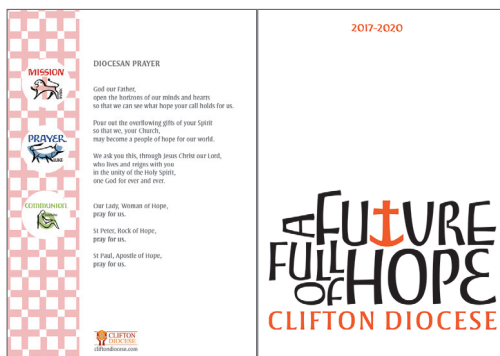 MISSION
PRAYER
COMMUNION
DIOCESAN PRAYER
God our Father,
open the horizons of our minds and hearts
so that we can see what hope your call holds for us.
Pour out the overflowing gifts of your Spirit
so that we, your Church,
may become a people of hope for our world.
We ask you this, through Jesus Christ our Lord,
who lives and reigns with you
in the unity of the Holy Spirit,
one God for ever and ever.
Our Lady, Woman of Hope,
pray for us.
St Peter, Rock of Hope,
pray for us.
St Paul, Apostle of Hope,
pray for us.
CLIFTON
DIOCESE
cliftondiocese.com
2017-2020
A FUTURE
FULL OF HOPE
CLIFTON DIOCESE